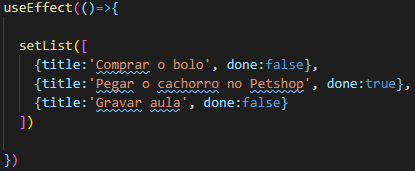 useEffect(()=>{
setList([
{title:'Comprar o bolo', done:false},
{title:'Pegar o cachorro no Petshop', done:true},
{title:'Gravar aula', done:false}
])
})